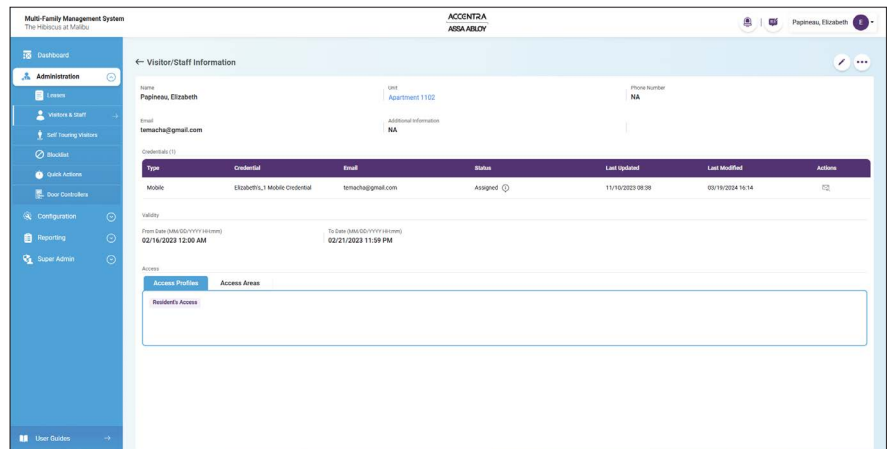 Multi-Family Management System
The Hibiscus at Malibu
ACCENTRA
ASSA ABLOY
Papineau, Elizabeth
E
Dashboard
Administration
Leases
Visitors & Staff
Self Touring Visitors
Blocklist
Quick Actions
Door Controllers
Configuration
Reporting
Super Admin
User Guides
← Visitor/Staff Information
Name Unit Phone Number
Papineau, Elizabeth Apartment 1102 NA
Email Additional Information
temacha@gmail.com NA
Credentials (1)
Type Credential Email Status Last Updated Last Modified Actions
Mobile Elizabeth's_1 Mobile Credential temacha@gmail.com Assigned 11/10/2023 08:38 03/19/2024 16:14
Validity
From Date (MM/DD/YYYY HH:mm) To Date (MM/DD/YYYY HH:mm)
02/16/2023 12:00 AM 02/21/2023 11:59 PM
Access
Access Profiles Access Areas
Resident's Access